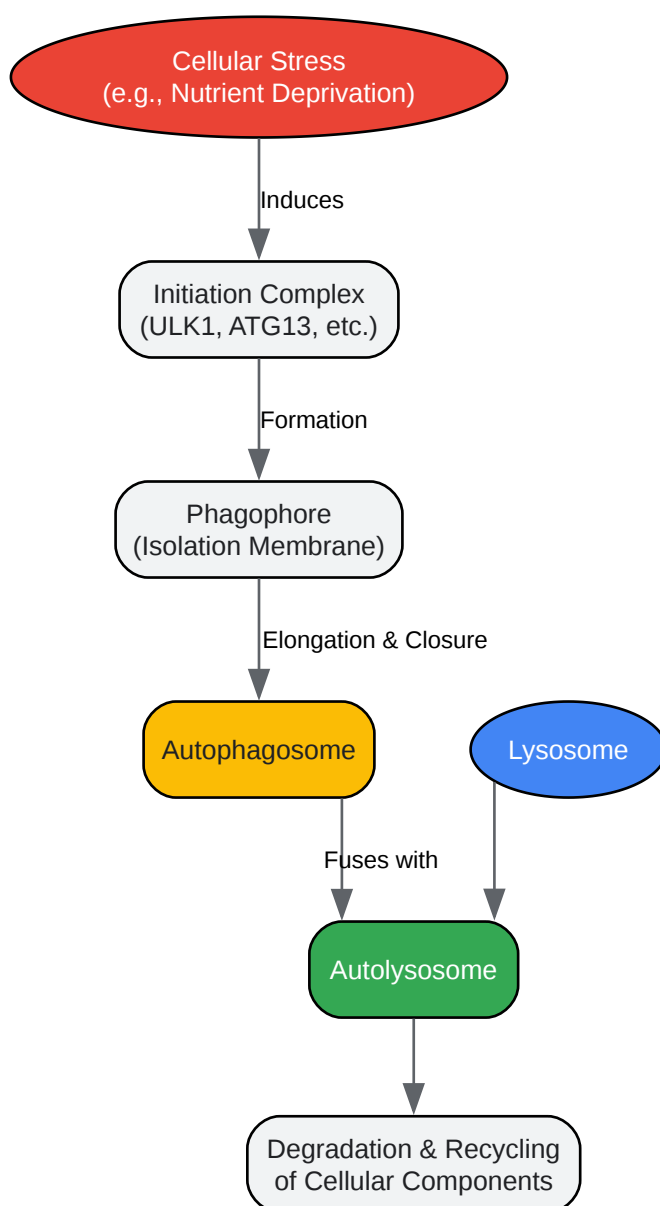 Cellular Stress
(e.g., Nutrient Deprivation)
Induces
Initiation Complex
(ULK1, ATG13, etc.)
Formation
Phagophore
(Isolation Membrane)
Elongation & Closure
Autophagosome
Lysosome
Fuses with
Autolysosome
Degradation & Recycling
of Cellular Components